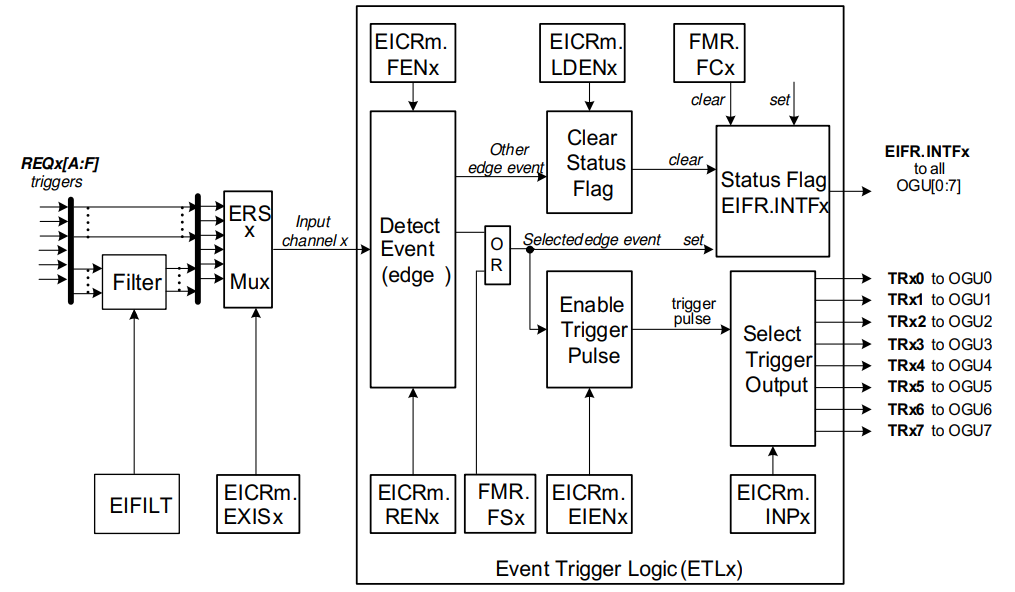 EICRm.
FENx
EICRm.
LDENx
FMR.
FCx
clear
set
REQx[A:F]
triggers
ERS
x
Mux
Filter
Input
channel x
Detect
Event
(edge )
Other
edge event
Clear
Status
Flag
clear
Status Flag
EIFR.INTFx
EIFR.INTFx
to all
OGU[0:7]
O
R
Selected edge event
set
Enable
Trigger
Pulse
trigger
pulse
Select
Trigger
Output
TRx0 to OGU0
TRx1 to OGU1
TRx2 to OGU2
TRx3 to OGU3
TRx4 to OGU4
TRx5 to OGU5
TRx6 to OGU6
TRx7 to OGU7
EIFILT
EICRm.
EXISx
EICRm.
RENx
FMR.
FSx
EICRm.
EIENx
EICRm.
INPx
Event Trigger Logic (ETLx)